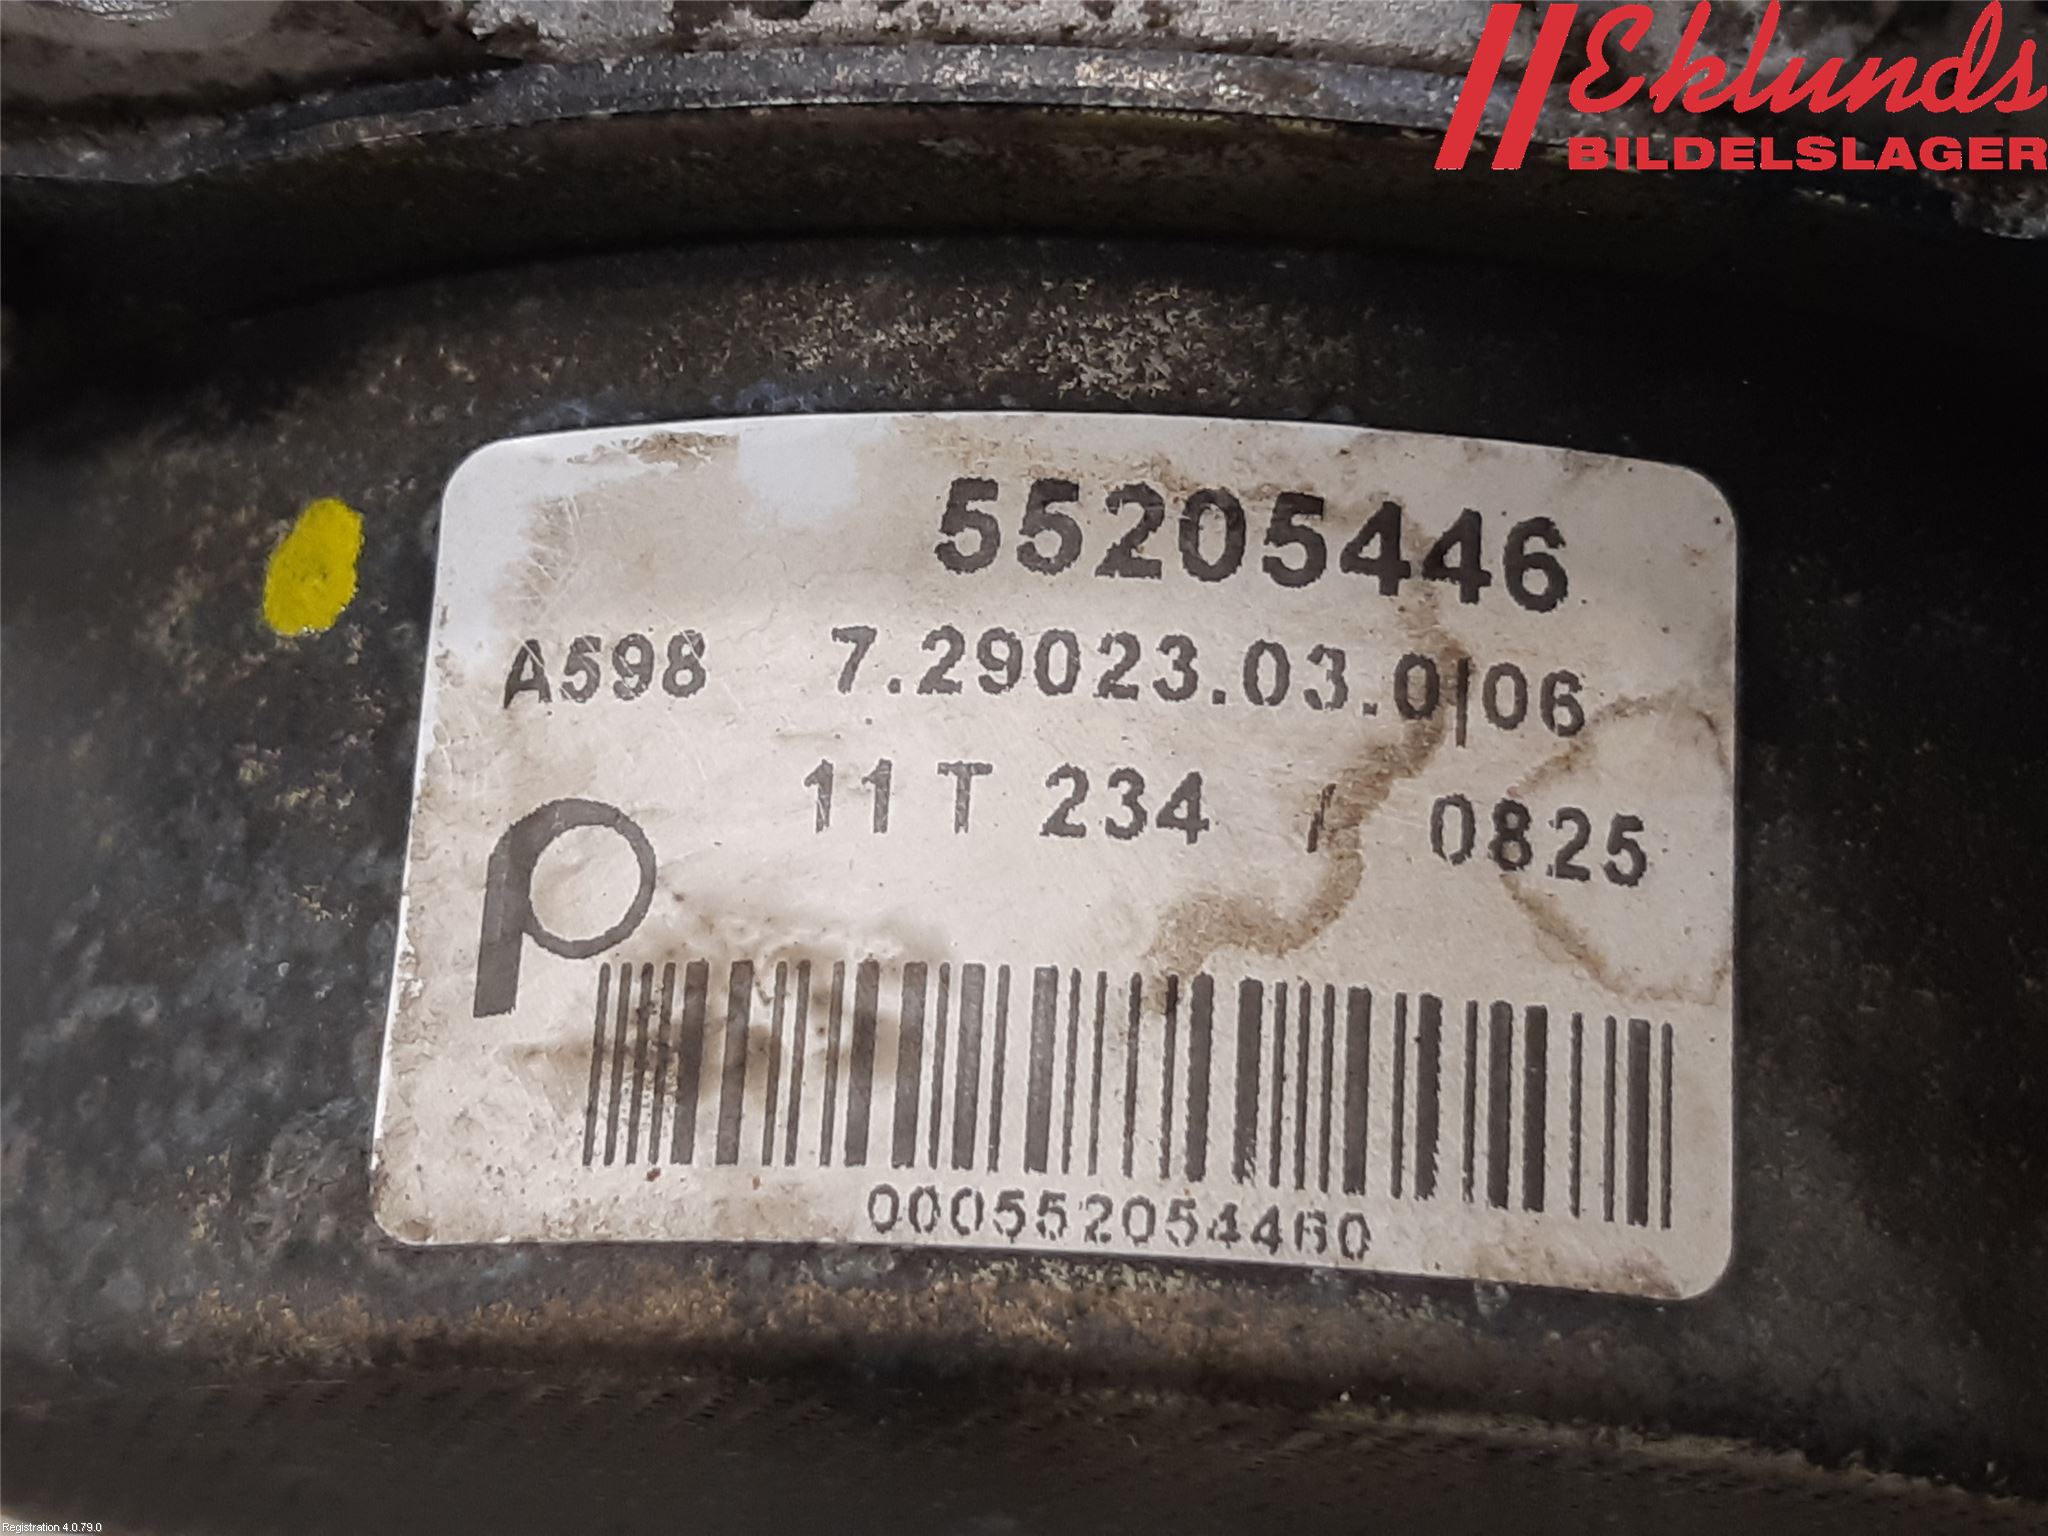 Eklunds
BILDELSLAGER
55205446
A598 7.29023.03.0|06
11 T 234 / 0825
P
000552054460
Registration 4.0.79.0